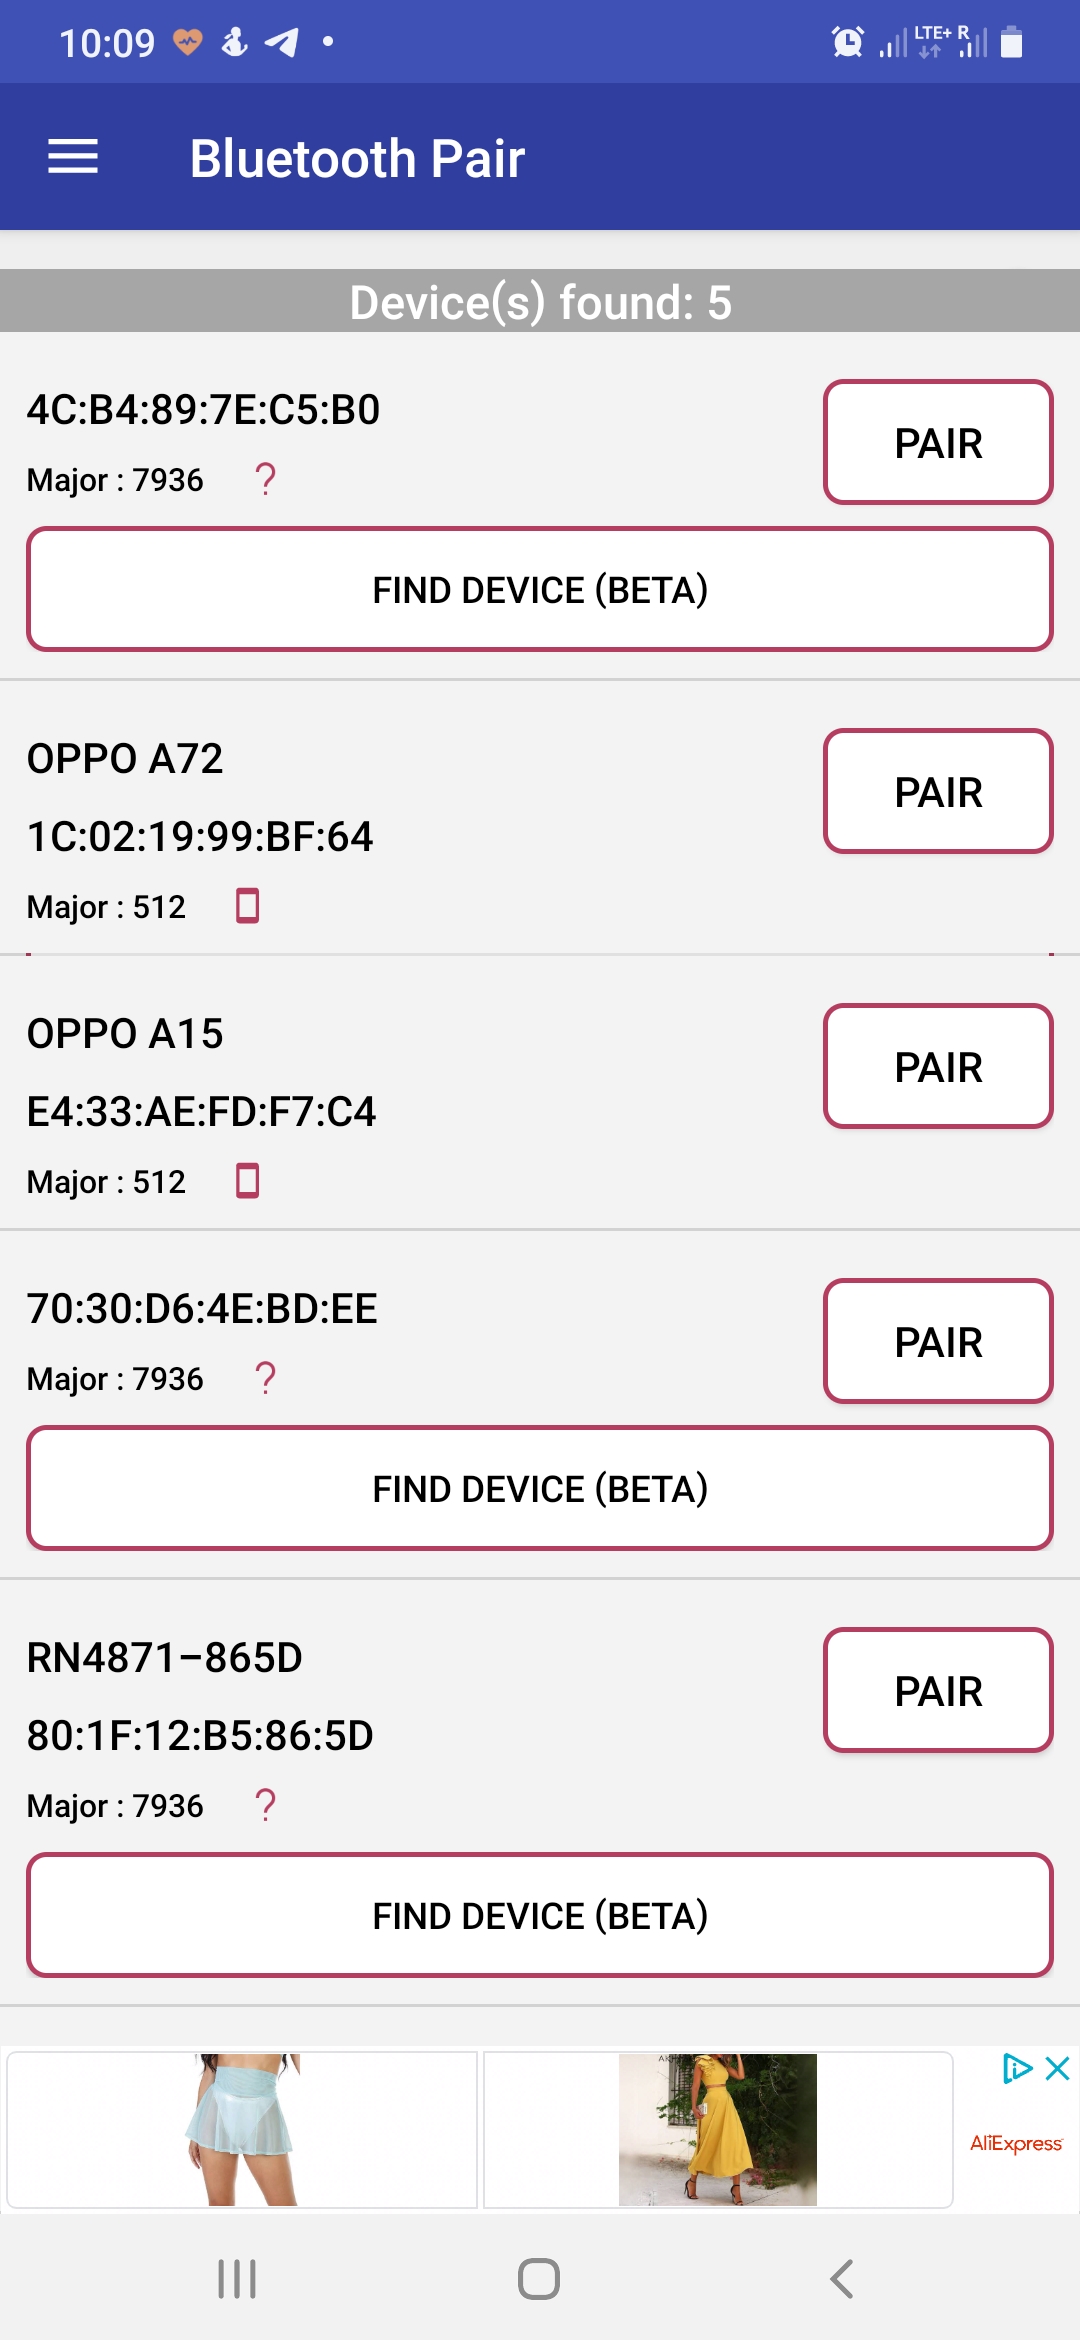 10:09
LTE+ R
Bluetooth Pair
Device(s) found: 5
4C:B4:89:7E:C5:B0
PAIR
Major : 7936 ?
FIND DEVICE (BETA)
OPPO A72
PAIR
1C:02:19:99:BF:64
Major : 512
OPPO A15
PAIR
E4:33:AE:FD:F7:C4
Major : 512
70:30:D6:4E:BD:EE
PAIR
Major : 7936 ?
FIND DEVICE (BETA)
RN4871-865D
PAIR
80:1F:12:B5:86:5D
Major : 7936 ?
FIND DEVICE (BETA)
AliExpress